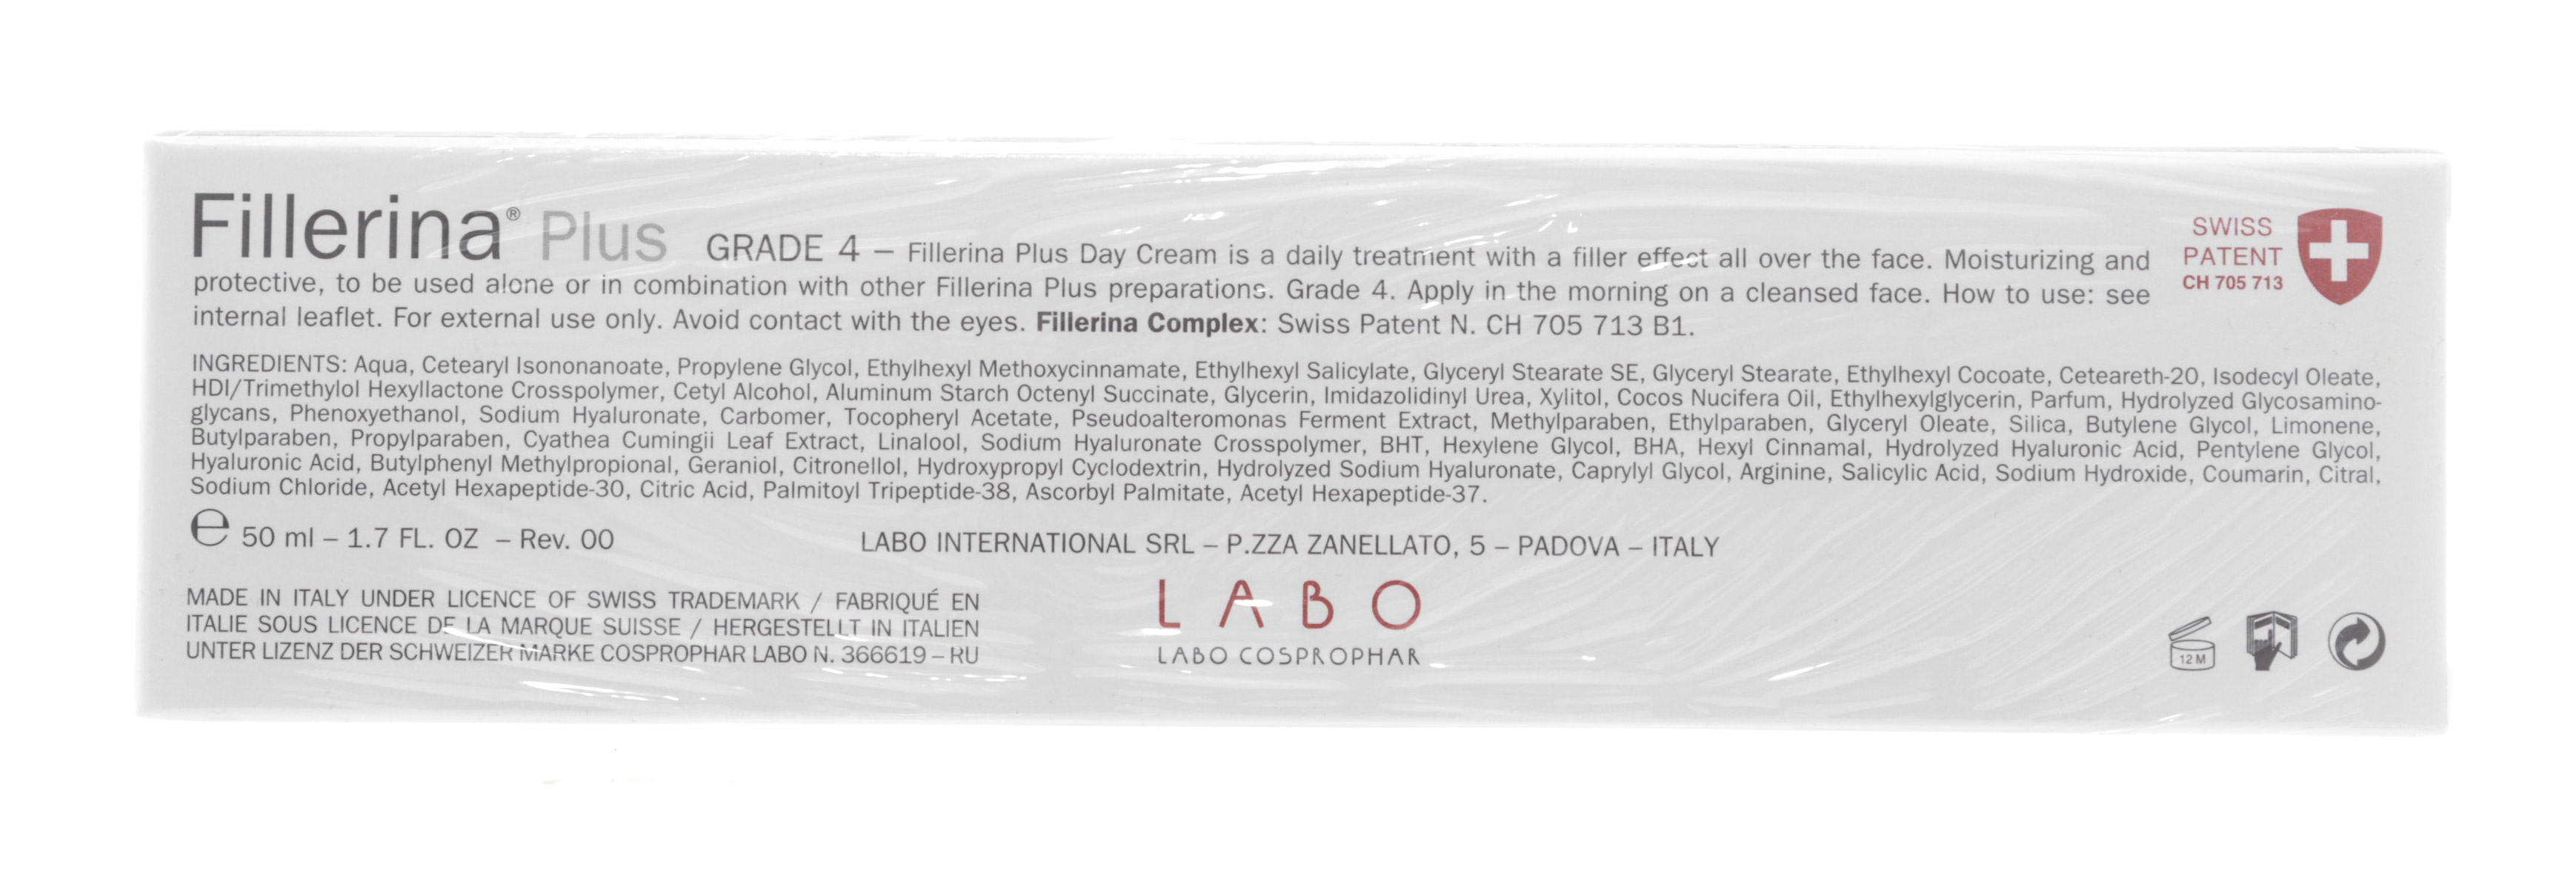 Fillerina® Plus GRADE 4 – Fillerina Plus Day Cream is a daily treatment with a filler effect all over the face. Moisturizing and
protective, to be used alone or in combination with other Fillerina Plus preparations. Grade 4. Apply in the morning on a cleansed face. How to use: see
internal leaflet. For external use only. Avoid contact with the eyes. Fillerina Complex: Swiss Patent N. CH 705 713 B1.
SWISS
PATENT
CH 705 713
INGREDIENTS: Aqua, Cetearyl Isononanoate, Propylene Glycol, Ethylhexyl Methoxycinnamate, Ethylhexyl Salicylate, Glyceryl Stearate SE, Glyceryl Stearate, Ethylhexyl Cocoate, Ceteareth-20, Isodecyl Oleate,
HDI/Trimethylol Hexyllactone Crosspolymer, Cetyl Alcohol, Aluminum Starch Octenyl Succinate, Glycerin, Imidazolidinyl Urea, Xylitol, Cocos Nucifera Oil, Ethylhexylglycerin, Parfum, Hydrolyzed Glycosamino-
glycans, Phenoxyethanol, Sodium Hyaluronate, Carbomer, Tocopheryl Acetate, Pseudoalteromonas Ferment Extract, Methylparaben, Ethylparaben, Glyceryl Oleate, Silica, Butylene Glycol, Limonene,
Butylparaben, Propylparaben, Cyathea Cumingii Leaf Extract, Linalool, Sodium Hyaluronate Crosspolymer, BHT, Hexylene Glycol, BHA, Hexyl Cinnamal, Hydrolyzed Hyaluronic Acid, Pentylene Glycol,
Hyaluronic Acid, Butylphenyl Methylpropional, Geraniol, Citronellol, Hydroxypropyl Cyclodextrin, Hydrolyzed Sodium Hyaluronate, Caprylyl Glycol, Arginine, Salicylic Acid, Sodium Hydroxide, Coumarin, Citral,
Sodium Chloride, Acetyl Hexapeptide-30, Citric Acid, Palmitoyl Tripeptide-38, Ascorbyl Palmitate, Acetyl Hexapeptide-37.
℮ 50 ml – 1.7 FL. OZ – Rev. 00
LABO INTERNATIONAL SRL – P.ZZA ZANELLATO, 5 – PADOVA – ITALY
MADE IN ITALY UNDER LICENCE OF SWISS TRADEMARK / FABRIQUÉ EN
ITALIE SOUS LICENCE DE LA MARQUE SUISSE / HERGESTELLT IN ITALIEN
UNTER LIZENZ DER SCHWEIZER MARKE COSPROPHAR LABO N. 366619 – RU
LABO
LABO COSPROPHAR
12 M